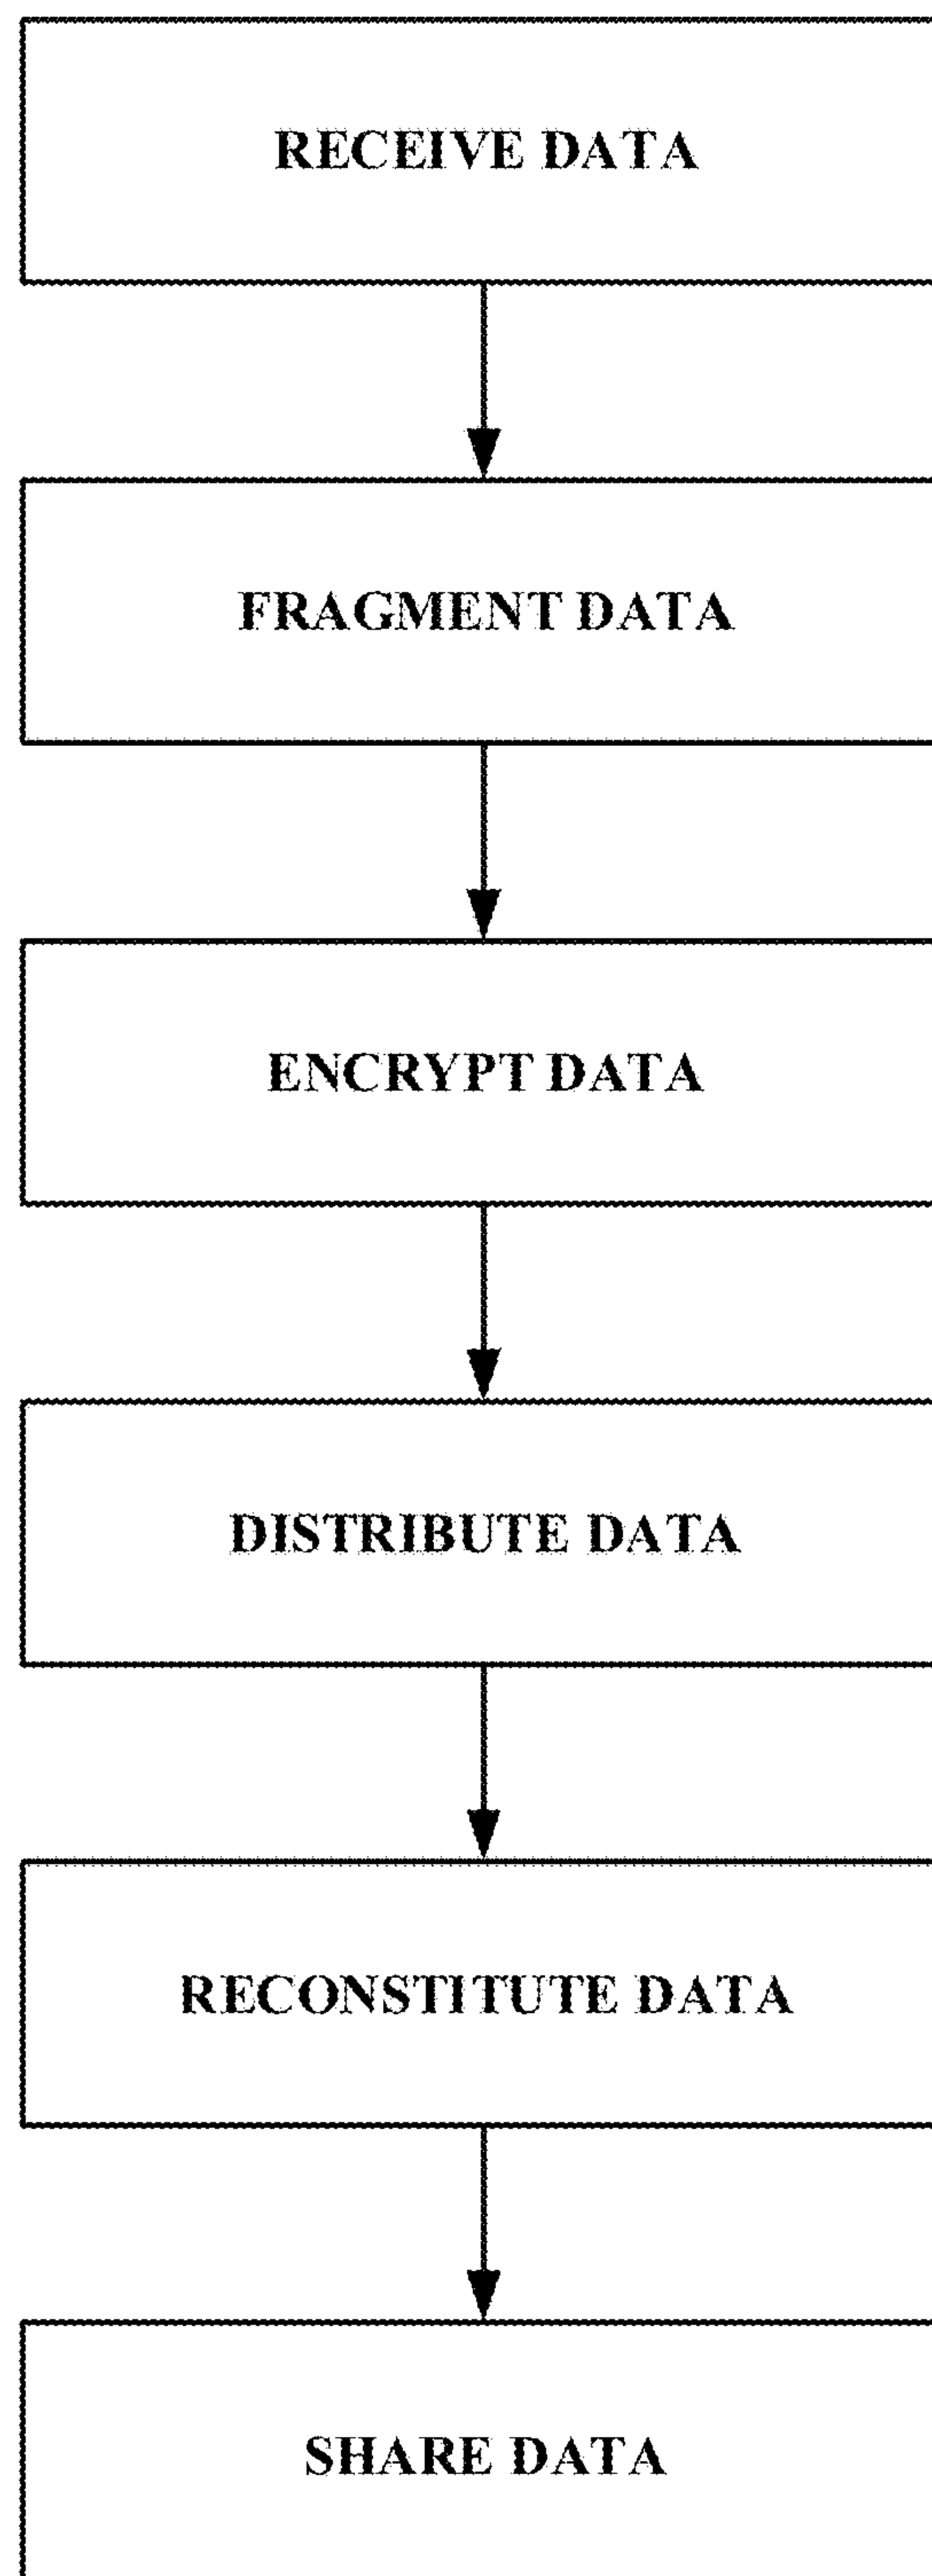 RECEIVE DATA
FRAGMENT DATA
ENCRYPT DATA
DISTRIBUTE DATA
RECONSTITUTE DATA
SHARE DATA